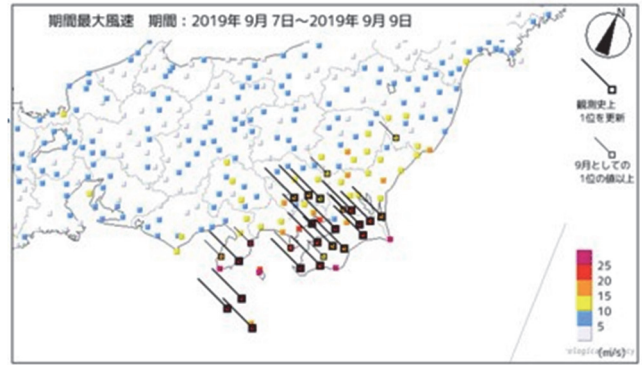 期間最大風速　期間：2019年 9月 7日～2019年 9月 9日
N
観測史上
1位を更新
9月としての
1位の値以上
25
20
15
10
5
(m/s)